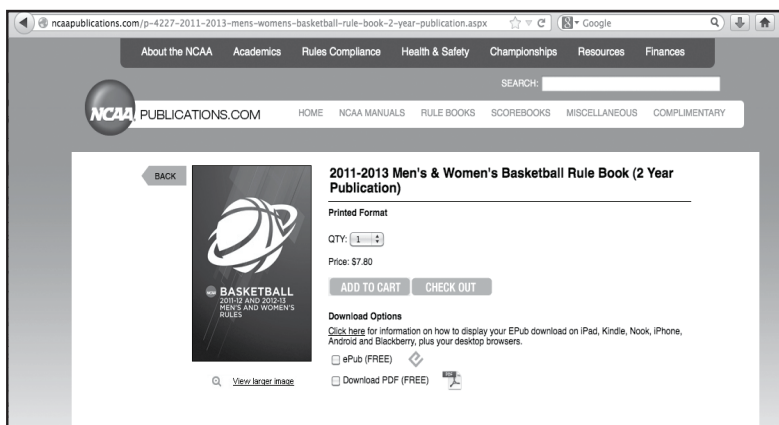 ncaapublications.com/p-4227-2011-2013-mens-womens-basketball-rule-book-2-year-publication.aspx
Google
About the NCAA Academics Rules Compliance Health & Safety Championships Resources Finances
SEARCH:
NCAA PUBLICATIONS.COM
HOME NCAA MANUALS RULE BOOKS SCOREBOOKS MISCELLANEOUS COMPLIMENTARY
BACK
2011-2013 Men's & Women's Basketball Rule Book (2 Year
Publication)
Printed Format
QTY: 1
Price: $7.80
ADD TO CART CHECK OUT
NCAA BASKETBALL
2011-12 AND 2012-13
MEN'S AND WOMEN'S
RULES
View larger image
Download Options
Click here for information on how to display your EPub download on iPad, Kindle, Nook, iPhone,
Android and Blackberry, plus your desktop browsers.
ePub (FREE)
Download PDF (FREE)
PDF